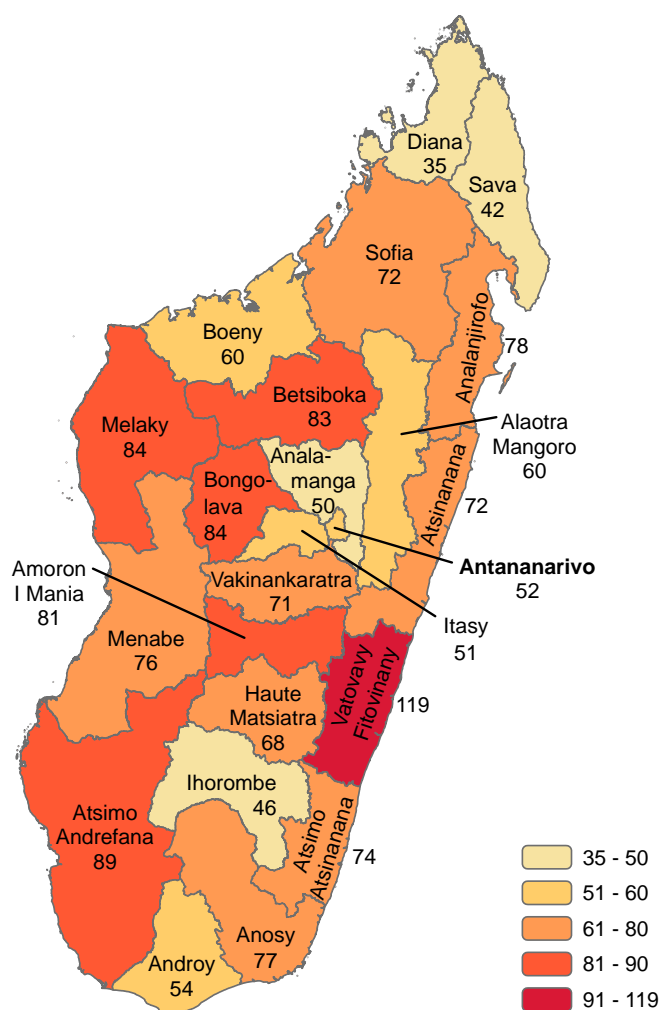 Diana
35
Sava
42
Sofia
72
Analanjirofo
78
Boeny
60
Betsiboka
83
Melaky
84
Alaotra
Mangoro
60
Anala-
manga
50
Bongo-
lava
84
Atsinanana
72
Antananarivo
52
Vakinankaratra
71
Itasy
51
Amoron
I Mania
81
Menabe
76
Vatovavy
Fitovinany
119
Haute
Matsiatra
68
Ihorombe
46
Atsimo
Andrefana
89
Atsimo
Atsinanana
74
Anosy
77
Androy
54
35 - 50
51 - 60
61 - 80
81 - 90
91 - 119